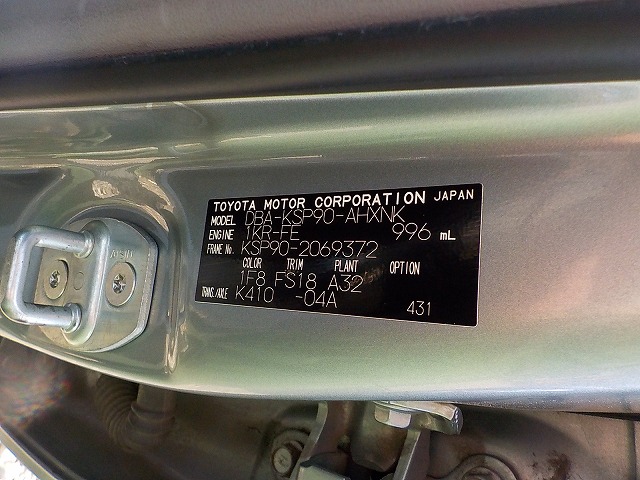 TOYOTA MOTOR CORPORATION JAPAN
MODEL DBA-KSP90-AHXNK
ENGINE 1KR-FE 996 mL
FRAME No. KSP90-2069372
COLOR TRIM PLANT OPTION
1F8 FS18 A32
TRANS./AXLE K410 -04A
431
AISIN